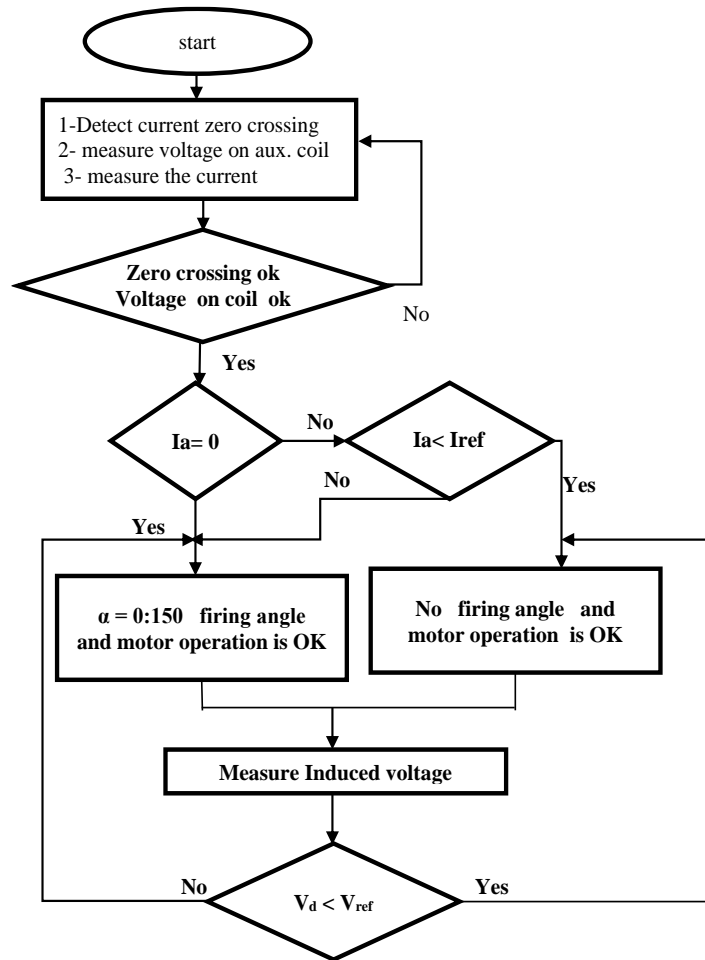 start
1-Detect current zero crossing
2- measure voltage on aux. coil
3- measure the current
Zero crossing ok
Voltage on coil ok
No
Yes
Ia= 0
No
Ia< Iref
No
Yes
Yes
α = 0:150 firing angle
and motor operation is OK
No firing angle and
motor operation is OK
Measure Induced voltage
No
Vd < Vref
Yes